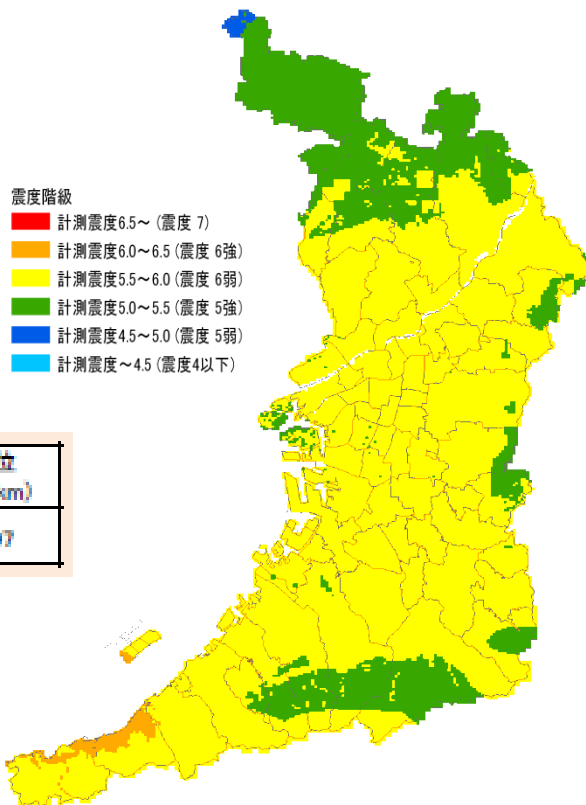 震度階級
計測震度6.5～ (震度 7)
計測震度6.0～6.5 (震度 6強)
計測震度5.5～6.0 (震度 6弱)
計測震度5.0～5.5 (震度 5強)
計測震度4.5～5.0 (震度 5弱)
計測震度～4.5 (震度4以下)
km)
7